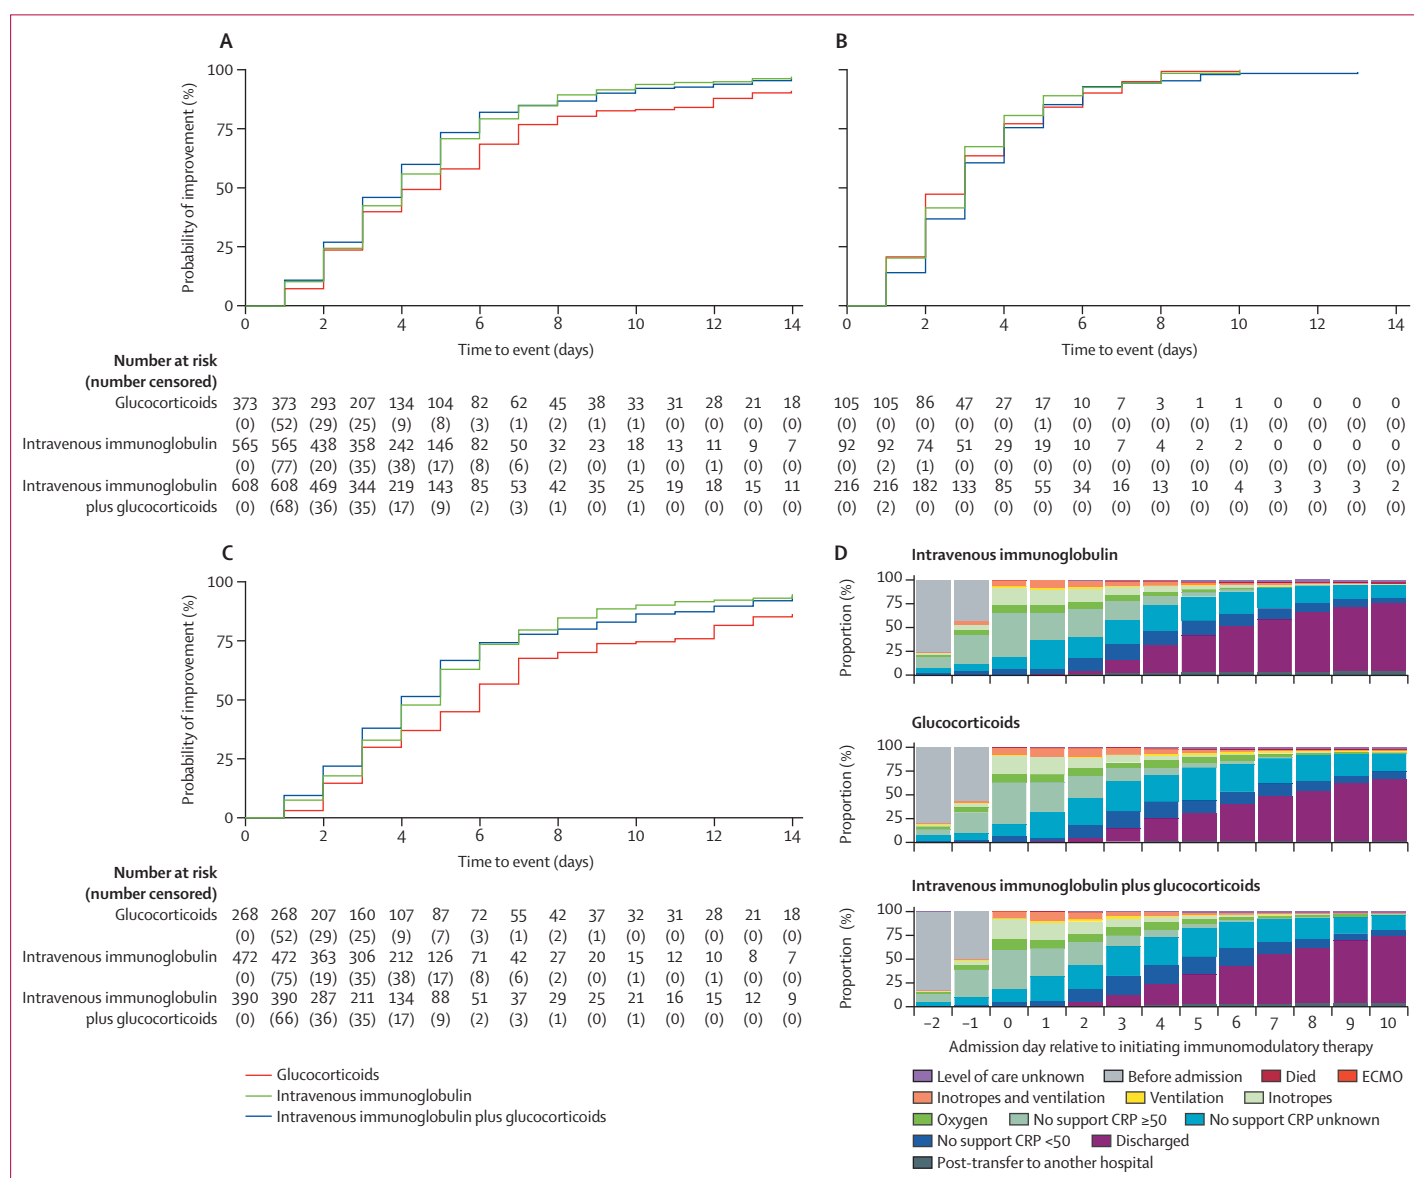 A
B
100
75
50
25
0
Probability of improvement (%)
0 2 4 6 8 10 12 14
Time to event (days)
0 2 4 6 8 10 12 14
Time to event (days)
Number at risk
(number censored)
Glucocorticoids 373 373 293 207 134 104 82 62 45 38 33 31 28 21 18 105 105 86 47 27 17 10 7 3 1 1 0 0 0 0
(0) (52) (29) (25) (9) (8) (3) (1) (2) (1) (1) (0) (0) (0) (0) (0) (0) (0) (0) (0) (1) (0) (0) (0) (0) (1) (0) (0) (0) (0)
Intravenous immunoglobulin 565 565 438 358 242 146 82 50 32 23 18 13 11 9 7 92 92 74 51 29 19 10 7 4 2 2 0 0 0 0
(0) (77) (20) (35) (38) (17) (8) (6) (2) (0) (1) (0) (1) (0) (0) (0) (2) (1) (0) (0) (0) (0) (0) (0) (0) (0) (0) (0) (0) (0)
Intravenous immunoglobulin 608 608 469 344 219 143 85 53 42 35 25 19 18 15 11 216 216 182 133 85 55 34 16 13 10 4 3 3 3 2
plus glucocorticoids (0) (68) (36) (35) (17) (9) (2) (3) (1) (0) (1) (0) (0) (0) (0) (0) (2) (0) (0) (0) (0) (0) (0) (0) (0) (0) (0) (0) (0) (0)
C
100
75
50
25
0
Probability of improvement (%)
0 2 4 6 8 10 12 14
Time to event (days)
Number at risk
(number censored)
Glucocorticoids 268 268 207 160 107 87 72 55 42 37 32 31 28 21 18
(0) (52) (29) (25) (9) (7) (3) (1) (2) (1) (0) (0) (0) (0) (0)
Intravenous immunoglobulin 472 472 363 306 212 126 71 42 27 20 15 12 10 8 7
(0) (75) (19) (35) (38) (17) (8) (6) (2) (0) (1) (0) (1) (0) (0)
Intravenous immunoglobulin 390 390 287 211 134 88 51 37 29 25 21 16 15 12 9
plus glucocorticoids (0) (66) (36) (35) (17) (9) (2) (3) (1) (0) (1) (0) (0) (0) (0)
Glucocorticoids
Intravenous immunoglobulin
Intravenous immunoglobulin plus glucocorticoids
D
Intravenous immunoglobulin
100
75
50
25
0
Proportion (%)
Glucocorticoids
100
75
50
25
0
Proportion (%)
Intravenous immunoglobulin plus glucocorticoids
100
75
50
25
0
Proportion (%)
−2 −1 0 1 2 3 4 5 6 7 8 9 10
Admission day relative to initiating immunomodulatory therapy
Level of care unknown Before admission Died ECMO
Inotropes and ventilation Ventilation Inotropes
Oxygen No support CRP ≥50 No support CRP unknown
No support CRP <50 Discharged
Post-transfer to another hospital